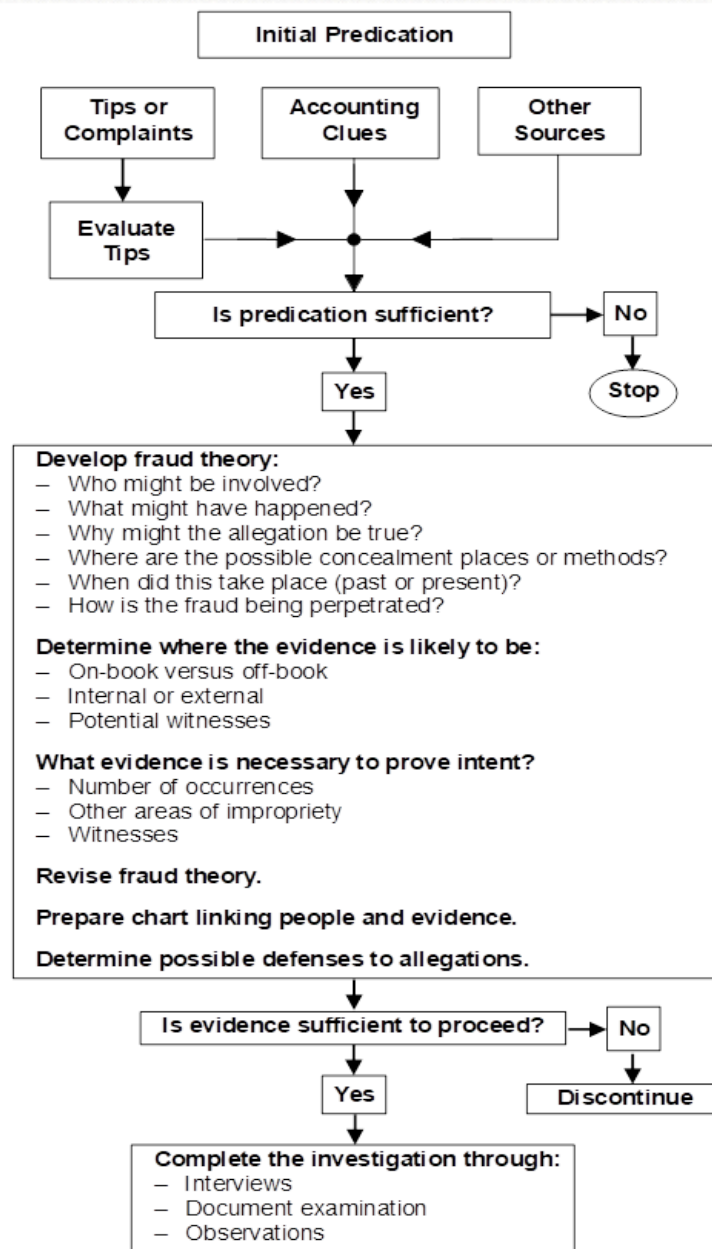 Initial Predication
Tips or
Complaints
Accounting
Clues
Other
Sources
Evaluate
Tips
Is predication sufficient?
No
Yes
Stop
Develop fraud theory:
– Who might be involved?
– What might have happened?
– Why might the allegation be true?
– Where are the possible concealment places or methods?
– When did this take place (past or present)?
– How is the fraud being perpetrated?
Determine where the evidence is likely to be:
– On-book versus off-book
– Internal or external
– Potential witnesses
What evidence is necessary to prove intent?
– Number of occurrences
– Other areas of impropriety
– Witnesses
Revise fraud theory.
Prepare chart linking people and evidence.
Determine possible defenses to allegations.
Is evidence sufficient to proceed?
No
Yes
Discontinue
Complete the investigation through:
– Interviews
– Document examination
– Observations